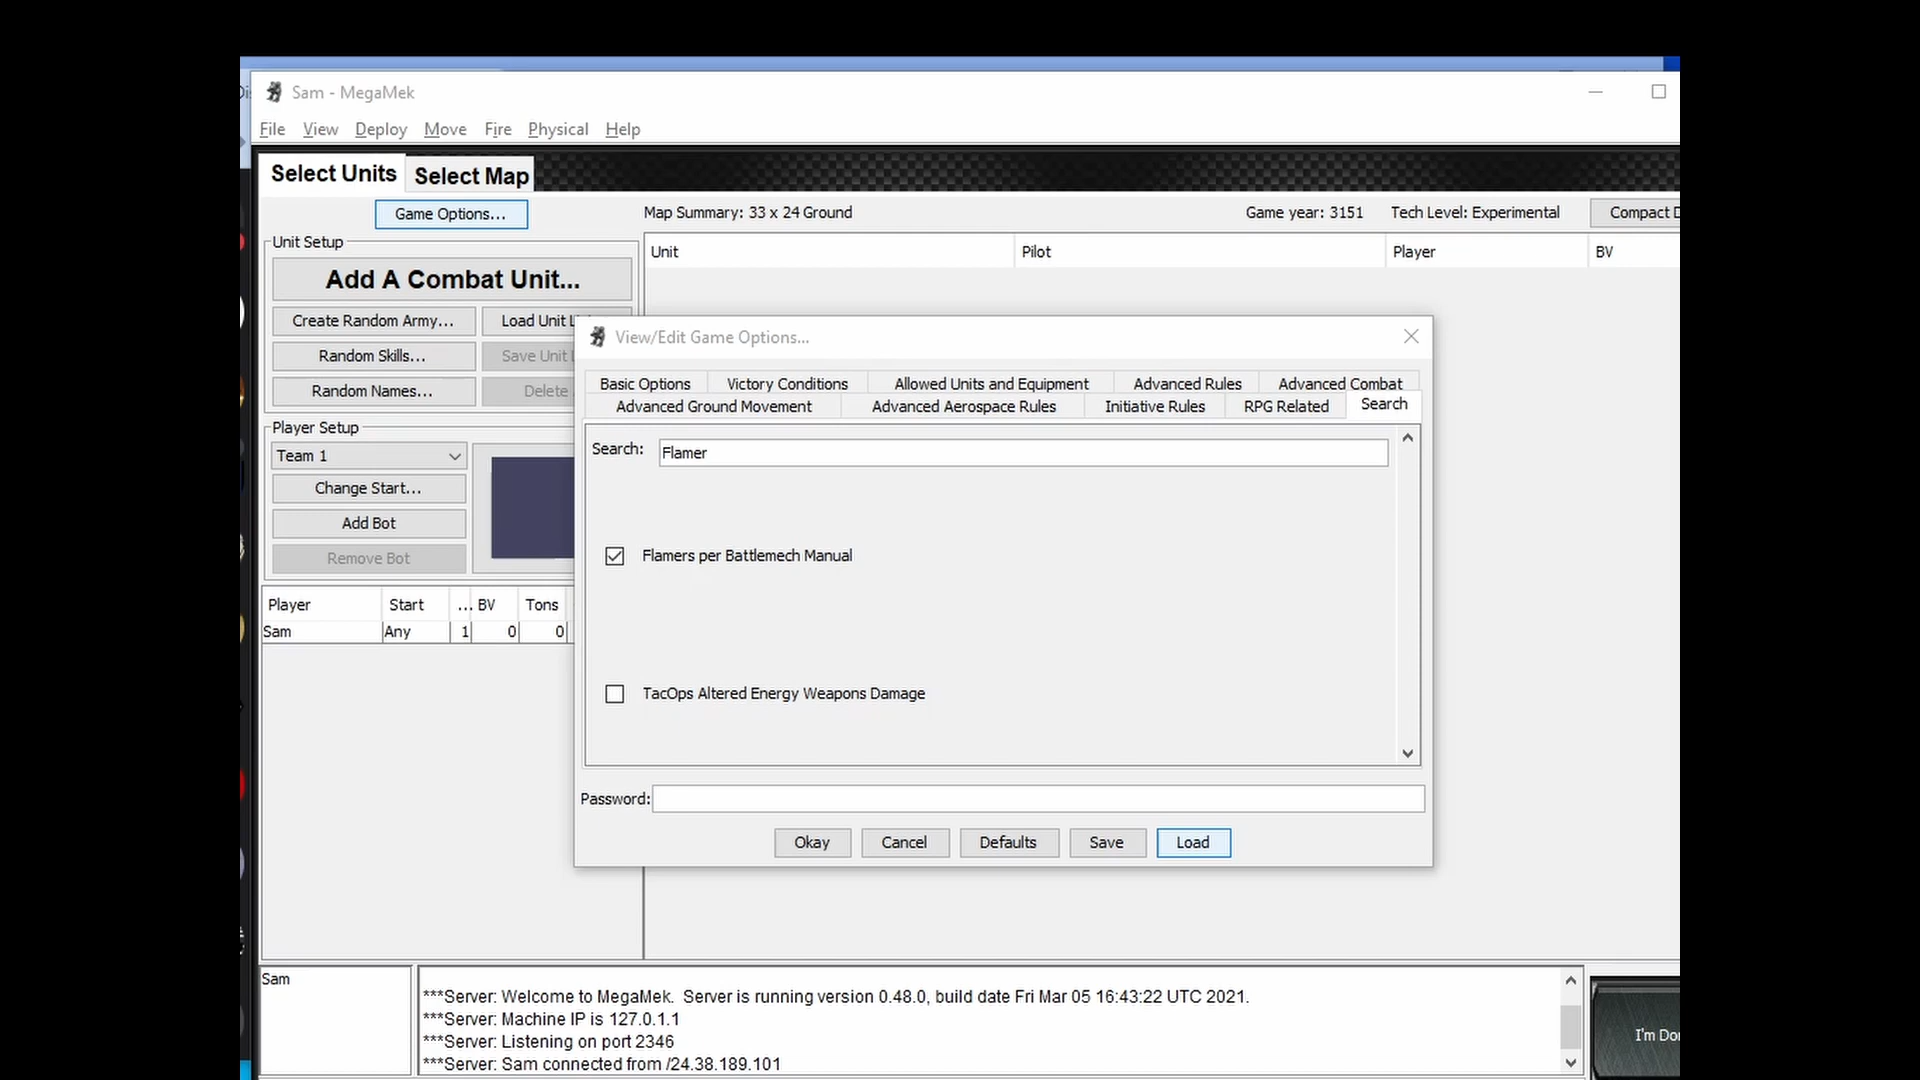 Sam - MegaMek
File View Deploy Move Fire Physical Help
Select Units Select Map
Game Options... Map Summary: 33 x 24 Ground Game year: 3151 Tech Level: Experimental Compact
Unit Setup Unit Pilot Player BV
Add A Combat Unit...
Create Random Army... Load Unit
Random Skills... Save Unit
Random Names... Delete
Player Setup
Team 1
Change Start...
Add Bot
Remove Bot
Player Start ... BV Tons
Sam Any 1 0 0
View/Edit Game Options...
Basic Options Victory Conditions Allowed Units and Equipment Advanced Rules Advanced Combat
Advanced Ground Movement Advanced Aerospace Rules Initiative Rules RPG Related Search
Search: Flamer
Flamers per Battlemech Manual
TacOps Altered Energy Weapons Damage
Password:
Okay Cancel Defaults Save Load
Sam
***Server: Welcome to MegaMek. Server is running version 0.48.0, build date Fri Mar 05 16:43:22 UTC 2021.
***Server: Machine IP is 127.0.1.1
***Server: Listening on port 2346
***Server: Sam connected from /24.38.189.101
I'm